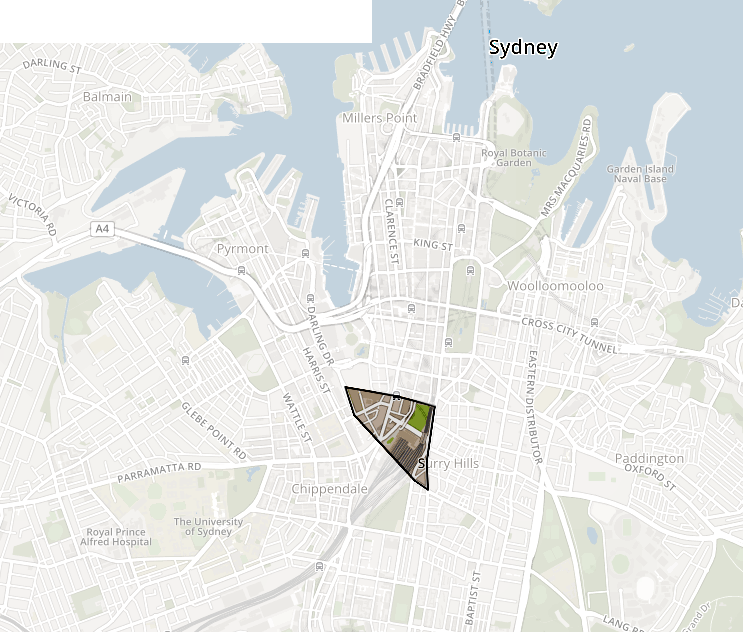 BRADFIELD HWY
B
Sydney
DARLING ST
Balmain
Millers Point
Royal Botanic
Garden
MRS MACQUARIES RD
Garden Island
Naval Base
VICTORIA RD
A4
Pyrmont
CLARENCE ST
KING ST
Woolloomooloo
Da
DARLING DR
HARRIS ST
CROSS CITY TUNNEL
EASTERN DISTRIBUTOR
WATTLE ST
GLEBE POINT RD
PARRAMATTA RD
Surry Hills
Paddington
OXFORD ST
Chippendale
The University
of Sydney
Royal Prince
Alfred Hospital
BAPTIST ST
LANG RD
Grand Dr